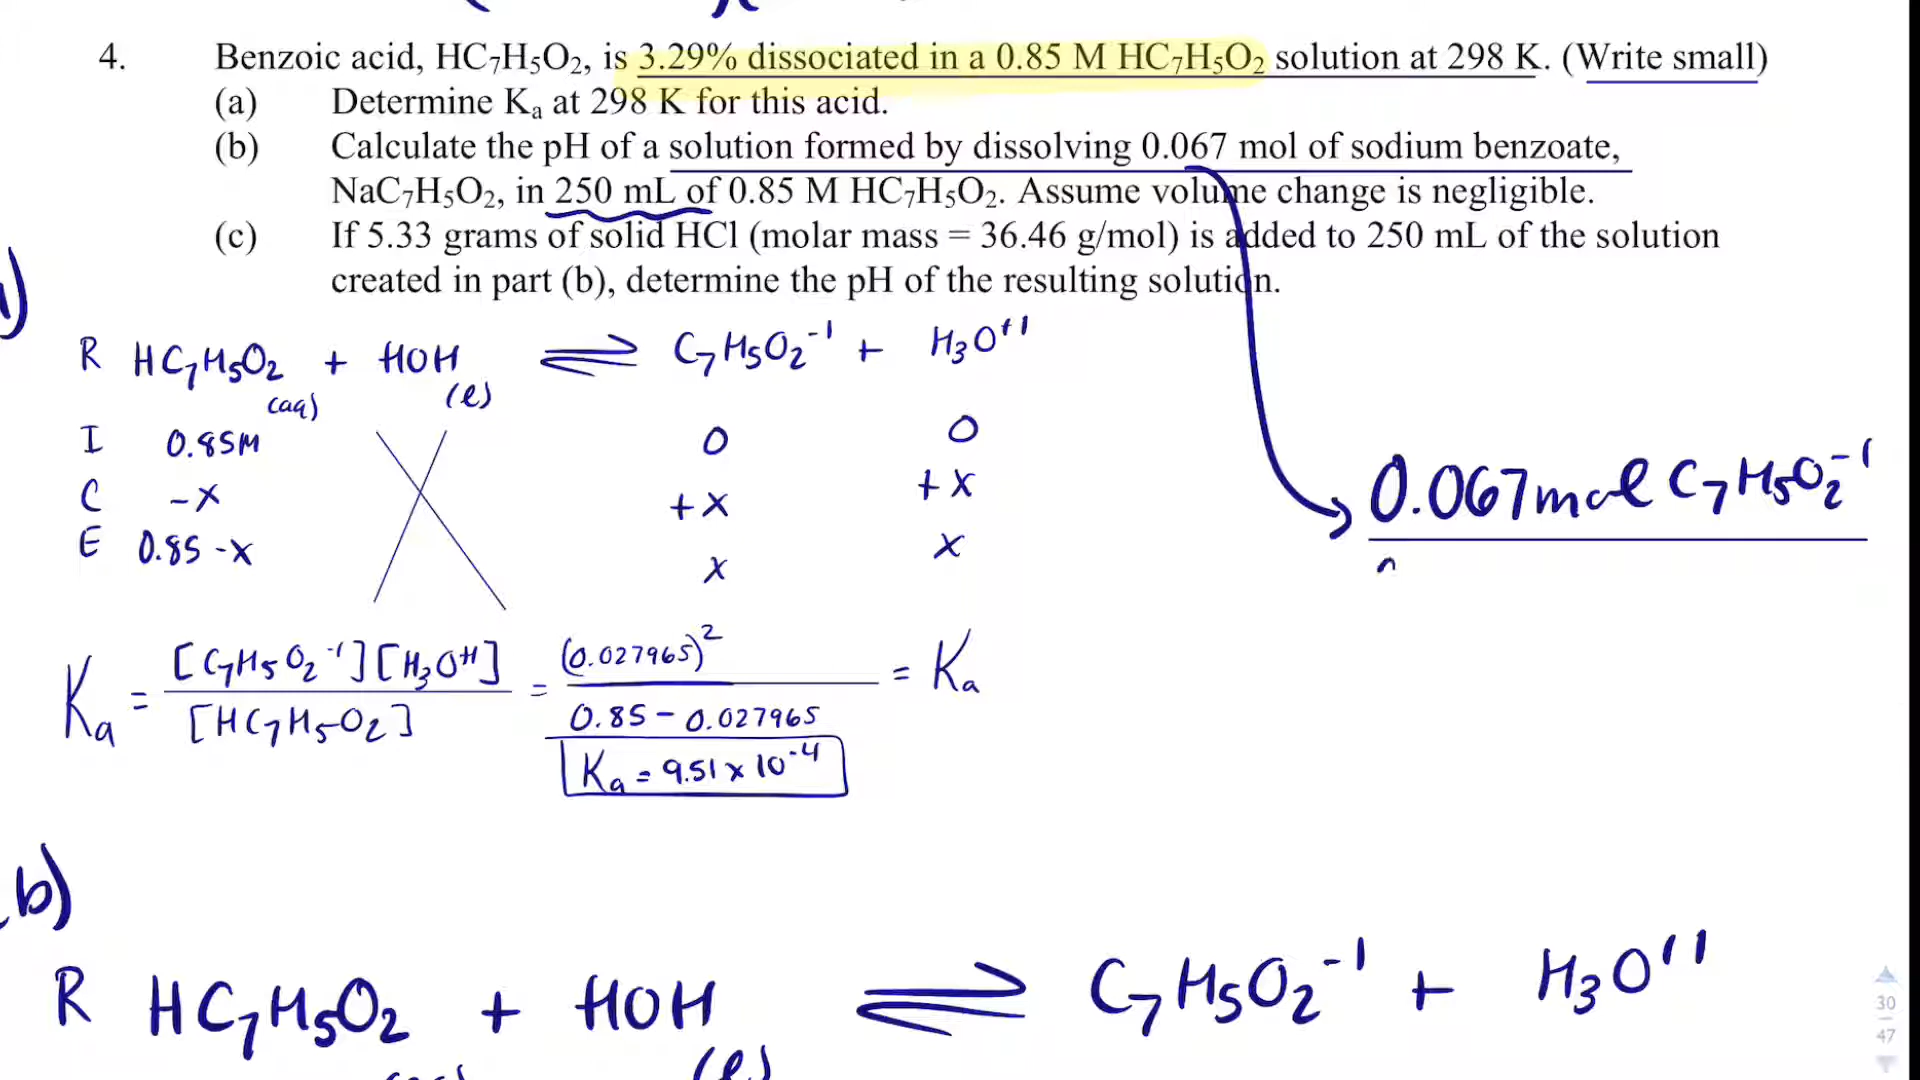 4. Benzoic acid, HC₇H₅O₂, is 3.29% dissociated in a 0.85 M HC₇H₅O₂ solution at 298 K. (Write small)
(a) Determine Kₐ at 298 K for this acid.
(b) Calculate the pH of a solution formed by dissolving 0.067 mol of sodium benzoate,
NaC₇H₅O₂, in 250 mL of 0.85 M HC₇H₅O₂. Assume volume change is negligible.
(c) If 5.33 grams of solid HCl (molar mass = 36.46 g/mol) is added to 250 mL of the solution
created in part (b), determine the pH of the resulting solution.
R HC₇H₅O₂ (aq) + HOH (l) ⇌ C₇H₅O₂⁻¹ + H₃O⁺¹
I 0.85M 0 0
C -x +x +x
E 0.85-x x x
0.067mol C₇H₅O₂⁻¹
Kₐ = [C₇H₅O₂⁻¹][H₃O⁺¹] / [HC₇H₅O₂] = (0.027965)² / 0.85 - 0.027965 = Kₐ
Kₐ = 9.51 x 10⁻⁴
b)
R HC₇H₅O₂ + HOH (l) ⇌ C₇H₅O₂⁻¹ + H₃O⁺¹
30
47